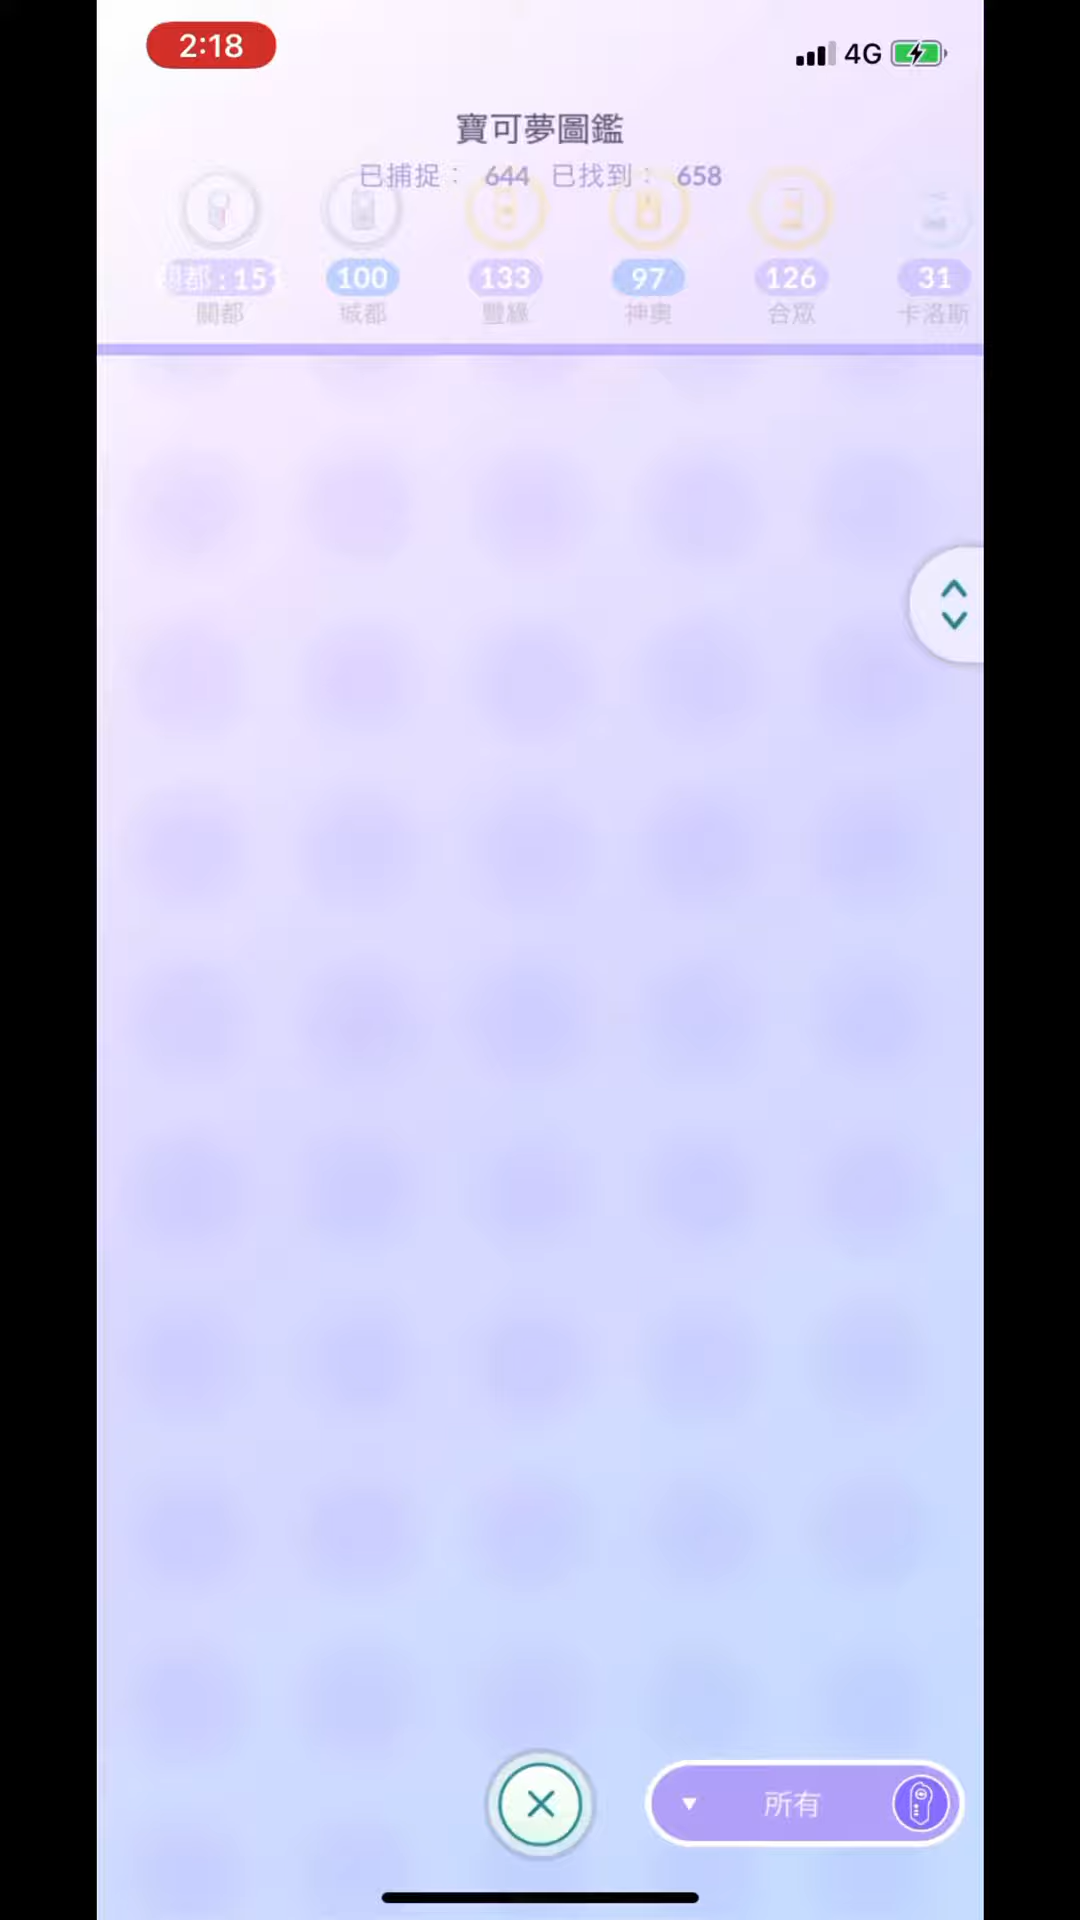 2:18
4G
寶可夢圖鑑
已捕捉： 644 已找到： 658
100 133 97 126 31
關都 城都 豐緣 神奧 合眾 卡洛斯
所有